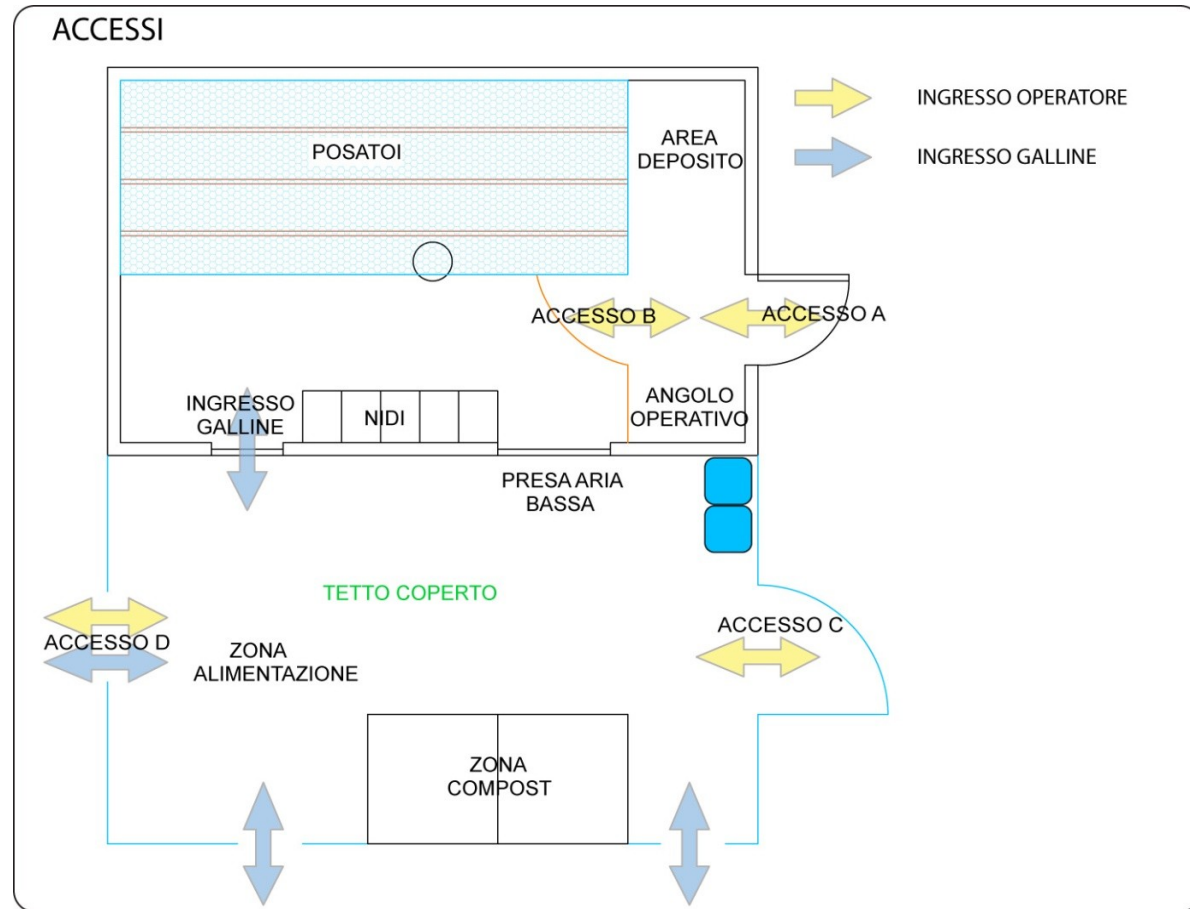 ACCESSI
INGRESSO OPERATORE
INGRESSO GALLINE
POSATOI
AREA
DEPOSITO
ACCESSO B
ACCESSO A
INGRESSO
GALLINE
NIDI
ANGOLO
OPERATIVO
PRESA ARIA
BASSA
TETTO COPERTO
ACCESSO D
ZONA
ALIMENTAZIONE
ACCESSO C
ZONA
COMPOST